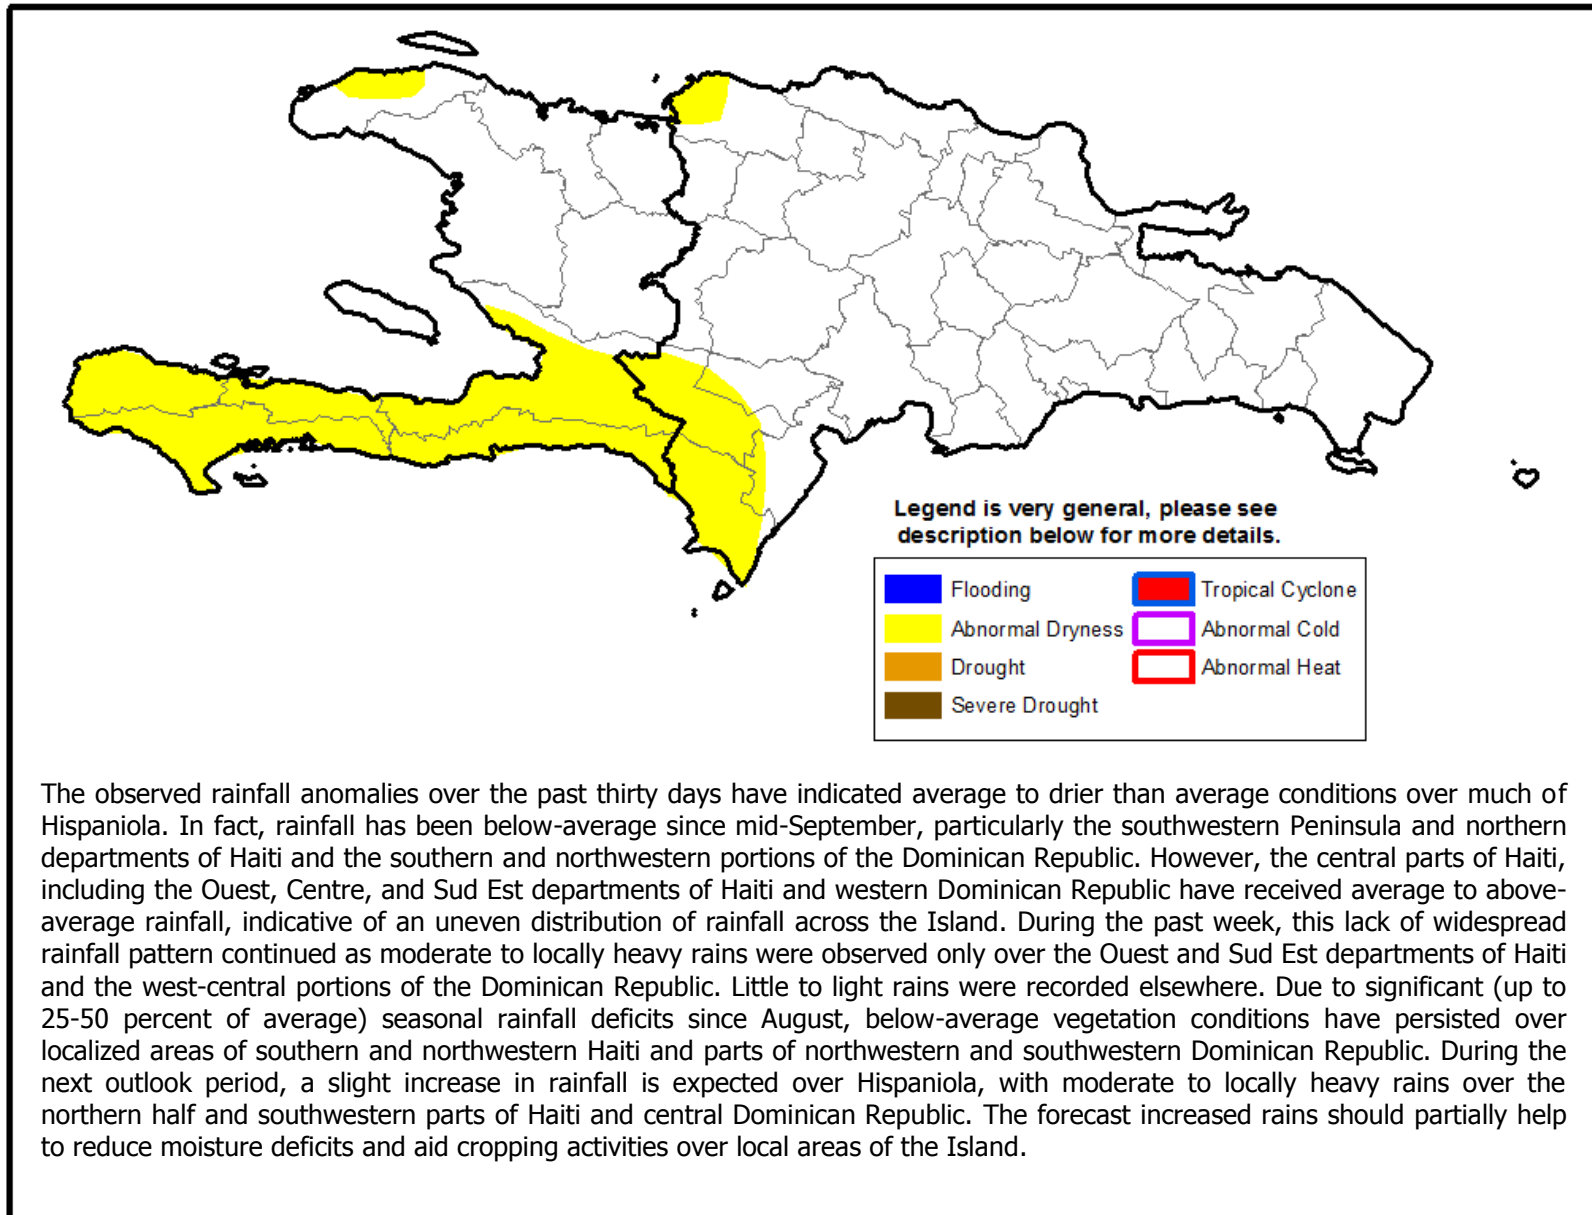 Legend is very general, please see
description below for more details.
Flooding
Tropical Cyclone
Abnormal Dryness
Abnormal Cold
Drought
Abnormal Heat
Severe Drought
The observed rainfall anomalies over the past thirty days have indicated average to drier than average conditions over much of
Hispaniola. In fact, rainfall has been below-average since mid-September, particularly the southwestern Peninsula and northern
departments of Haiti and the southern and northwestern portions of the Dominican Republic. However, the central parts of Haiti,
including the Ouest, Centre, and Sud Est departments of Haiti and western Dominican Republic have received average to above-
average rainfall, indicative of an uneven distribution of rainfall across the Island. During the past week, this lack of widespread
rainfall pattern continued as moderate to locally heavy rains were observed only over the Ouest and Sud Est departments of Haiti
and the west-central portions of the Dominican Republic. Little to light rains were recorded elsewhere. Due to significant (up to
25-50 percent of average) seasonal rainfall deficits since August, below-average vegetation conditions have persisted over
localized areas of southern and northwestern Haiti and parts of northwestern and southwestern Dominican Republic. During the
next outlook period, a slight increase in rainfall is expected over Hispaniola, with moderate to locally heavy rains over the
northern half and southwestern parts of Haiti and central Dominican Republic. The forecast increased rains should partially help
to reduce moisture deficits and aid cropping activities over local areas of the Island.